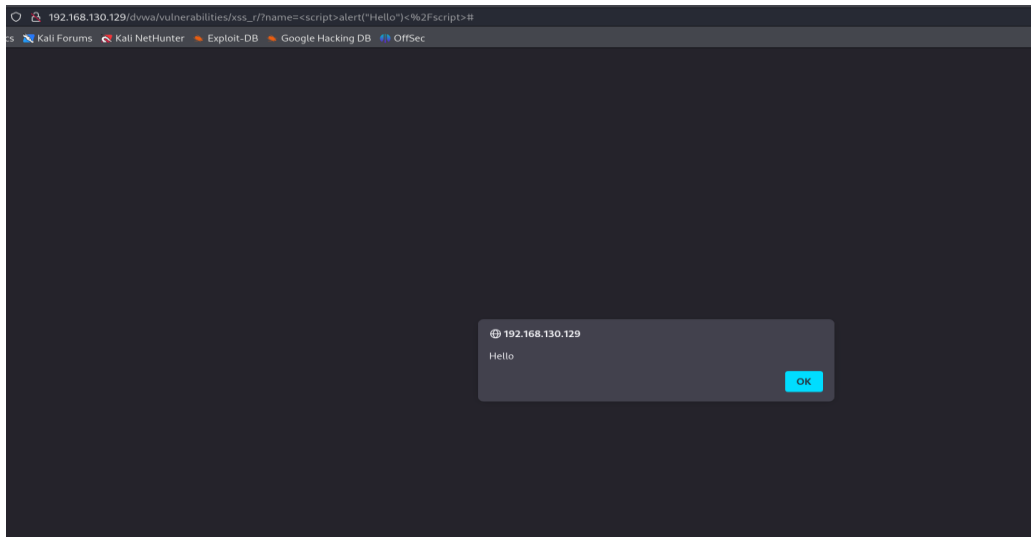 192.168.130.129/dvwa/vulnerabilities/xss_r/?name=<script>alert("Hello")<%2Fscript>#
cs Kali Forums Kali NetHunter Exploit-DB Google Hacking DB OffSec
192.168.130.129
Hello
OK